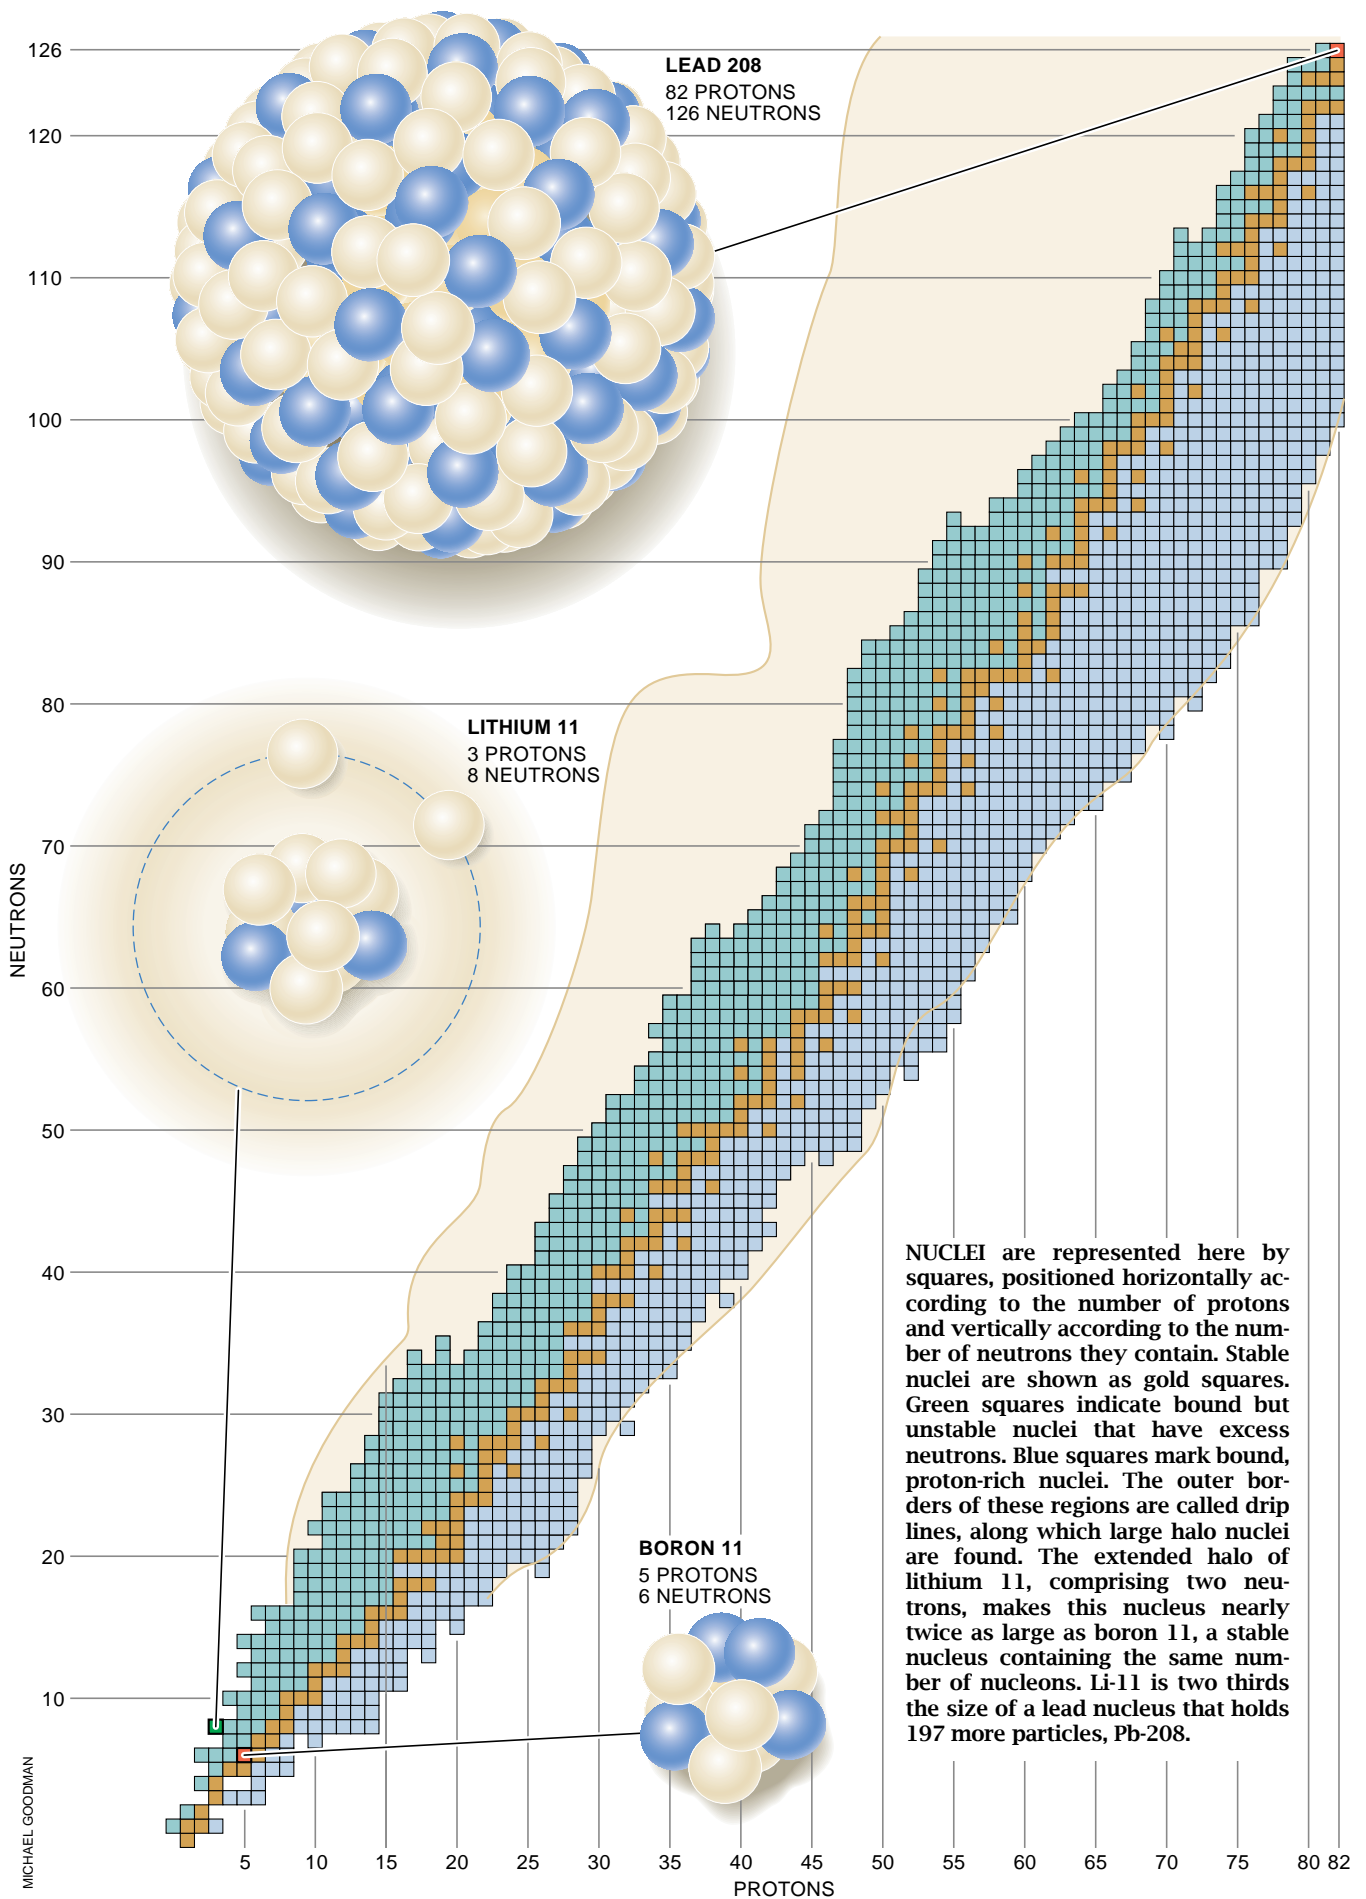 126
120
110
100
90
80
70
60
50
40
30
20
10
NEUTRONS
LEAD 208
82 PROTONS
126 NEUTRONS
LITHIUM 11
3 PROTONS
8 NEUTRONS
BORON 11
5 PROTONS
6 NEUTRONS
NUCLEI are represented here by
squares, positioned horizontally ac-
cording to the number of protons
and vertically according to the num-
ber of neutrons they contain. Stable
nuclei are shown as gold squares.
Green squares indicate bound but
unstable nuclei that have excess
neutrons. Blue squares mark bound,
proton-rich nuclei. The outer bor-
ders of these regions are called drip
lines, along which large halo nuclei
are found. The extended halo of
lithium 11, comprising two neu-
trons, makes this nucleus nearly
twice as large as boron 11, a stable
nucleus containing the same num-
ber of nucleons. Li-11 is two thirds
the size of a lead nucleus that holds
197 more particles, Pb-208.
5 10 15 20 25 30 35 40 45 50 55 60 65 70 75 80 82
PROTONS
MICHAEL GOODMAN